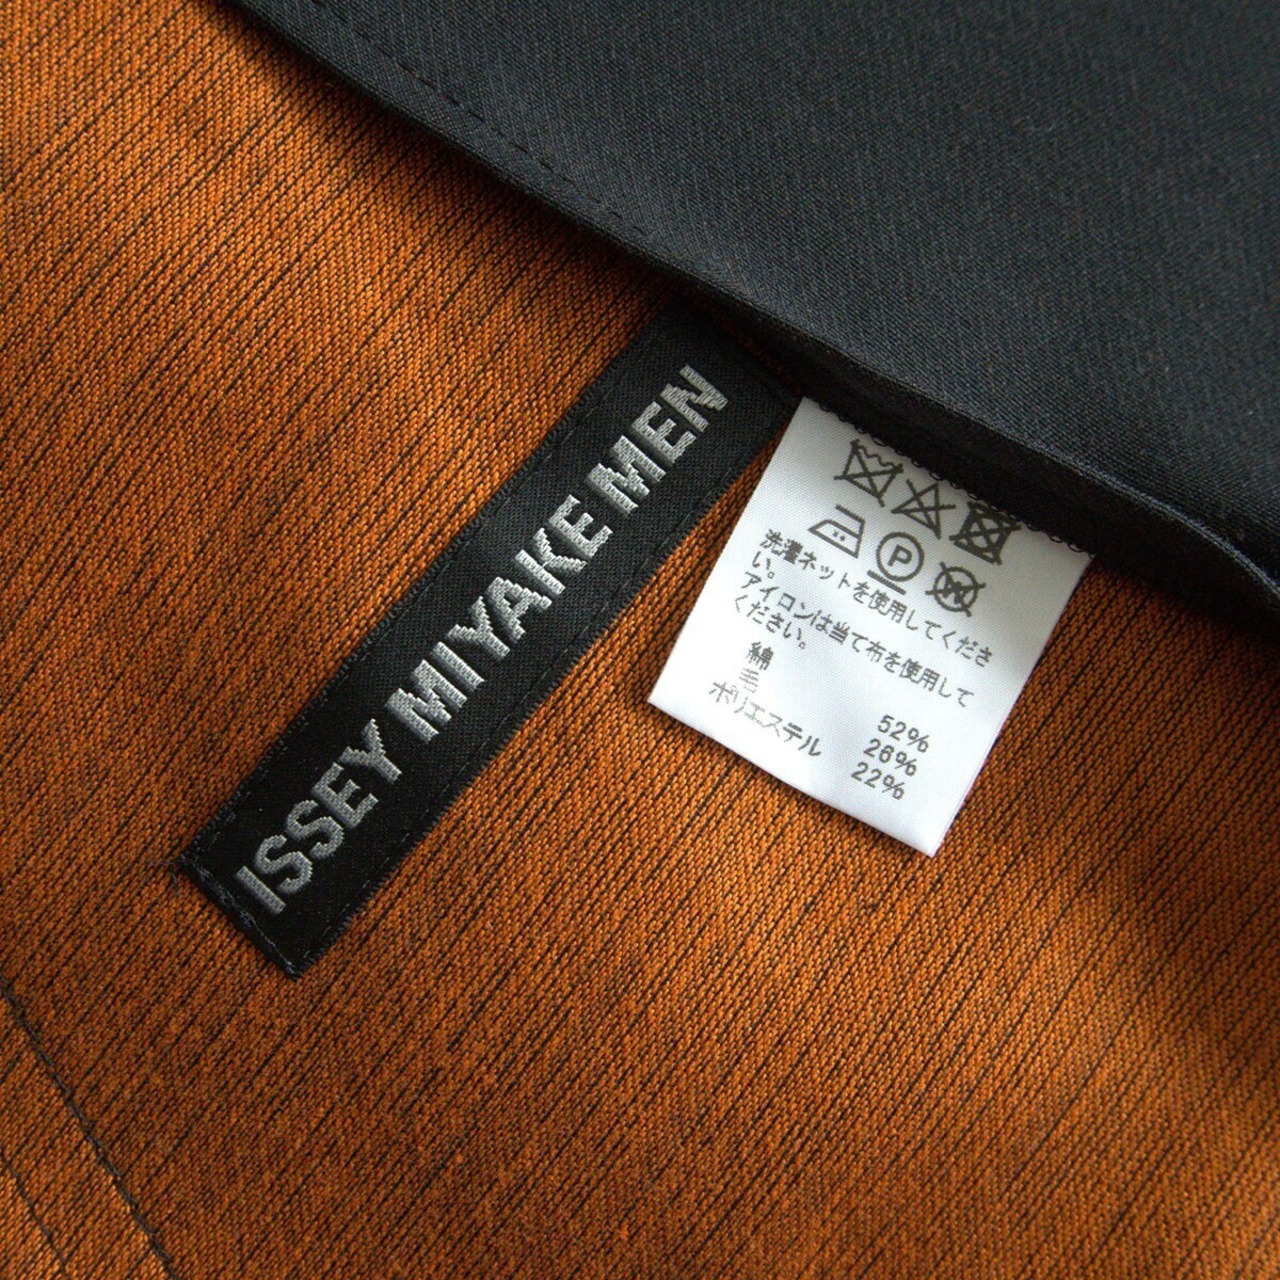 ISSEY MIYAKE MEN
P
W
洗濯ネットを使用してくださ
い。
アイロンは当て布を使用して
ください。
綿 52%
毛 26%
ポリエステル 22%